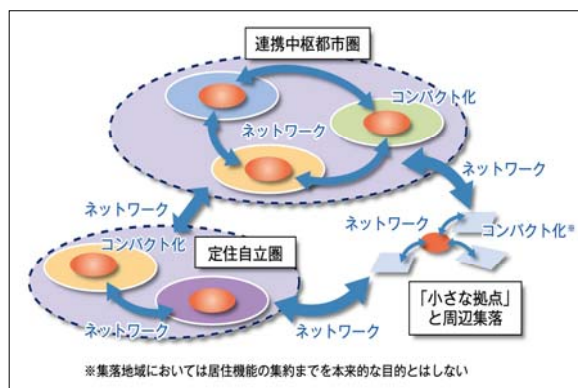 連携中枢都市圏
コンパクト化
ネットワーク
ネットワーク
ネットワーク
ネットワーク
コンパクト化※
コンパクト化
定住自立圏
「小さな拠点」
と周辺集落
ネットワーク
ネットワーク
※集落地域においては居住機能の集約までを本来的な目的とはしない